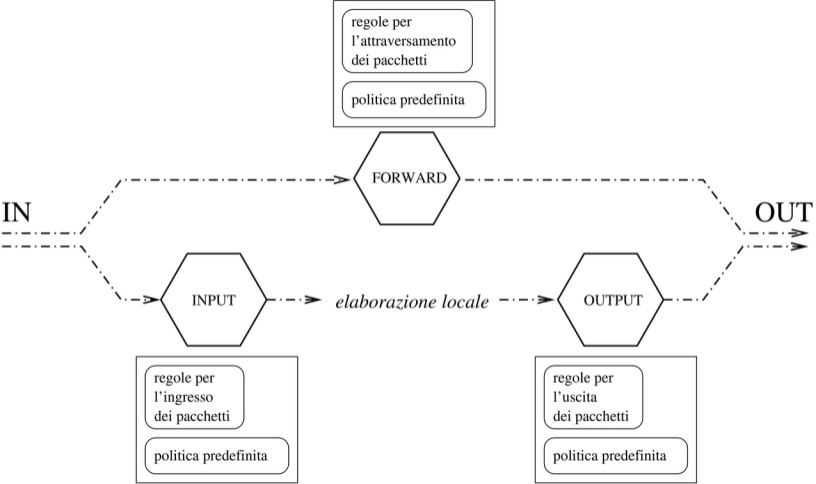 regole per
l'attraversamento
dei pacchetti
politica predefinita
FORWARD
IN
OUT
INPUT
elaborazione locale
OUTPUT
regole per
l'ingresso
dei pacchetti
politica predefinita
regole per
l'uscita
dei pacchetti
politica predefinita